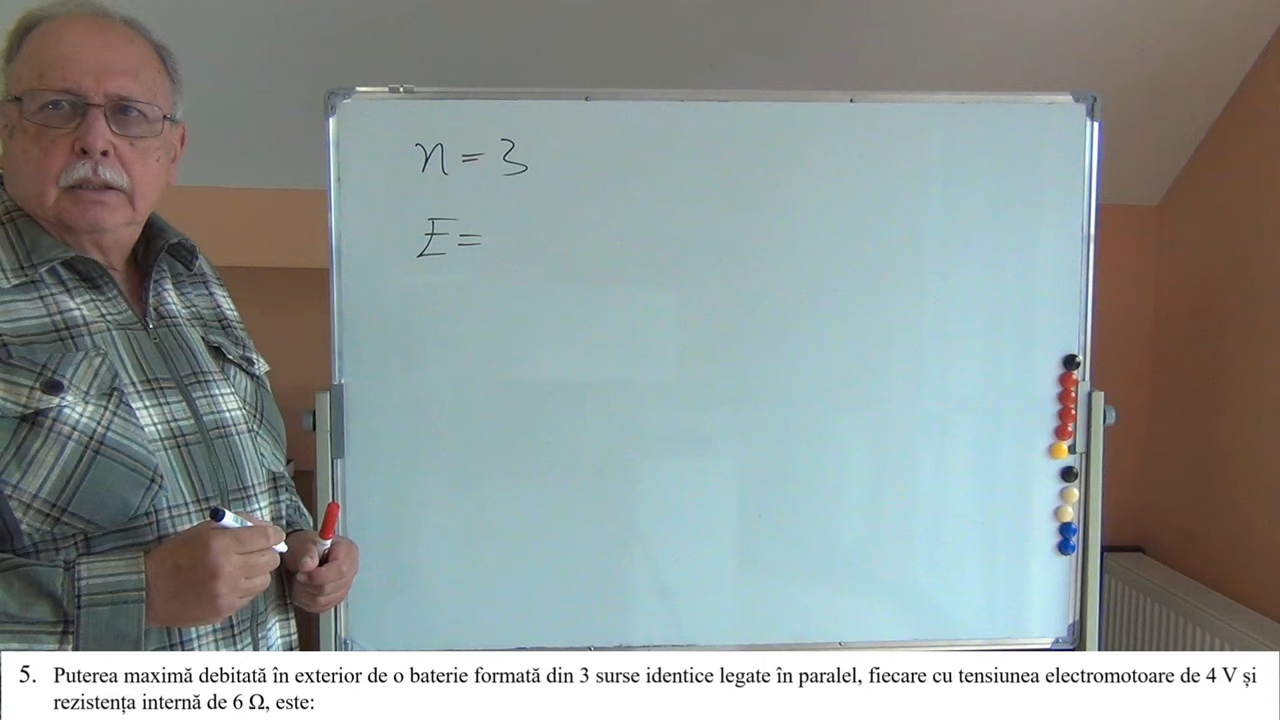 n = 3
E =
5. Puterea maximă debitată în exterior de o baterie formată din 3 surse identice legate în paralel, fiecare cu tensiunea electromotoare de 4 V și
rezistența internă de 6 Ω, este: